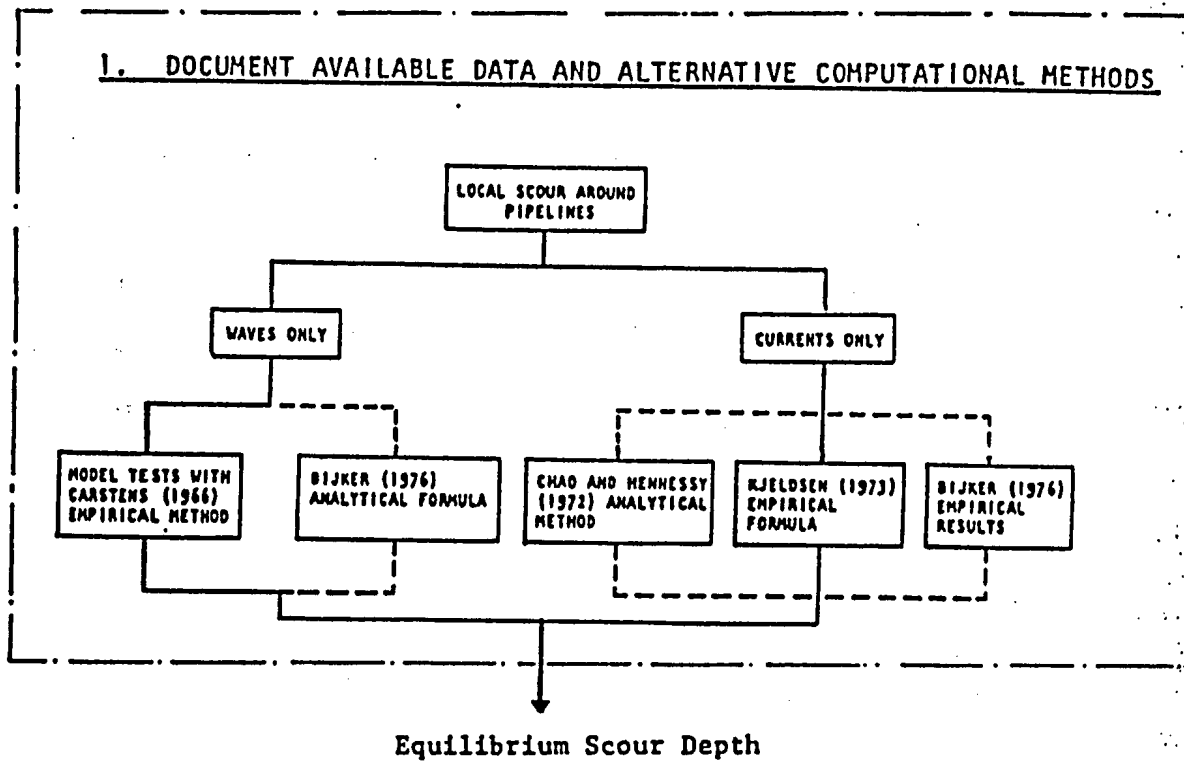 1. DOCUMENT AVAILABLE DATA AND ALTERNATIVE COMPUTATIONAL METHODS
LOCAL SCOUR AROUND
PIPELINES
WAVES ONLY
CURRENTS ONLY
MODEL TESTS WITH
CARSTENS (1966)
EMPIRICAL METHOD
BIJKER (1976)
ANALYTICAL FORMULA
CHAO AND HENNESSY
(1972) ANALYTICAL
METHOD
KJELDSEN (1973)
EMPIRICAL
FORMULA
BIJKER (1976)
EMPIRICAL
RESULTS
Equilibrium Scour Depth